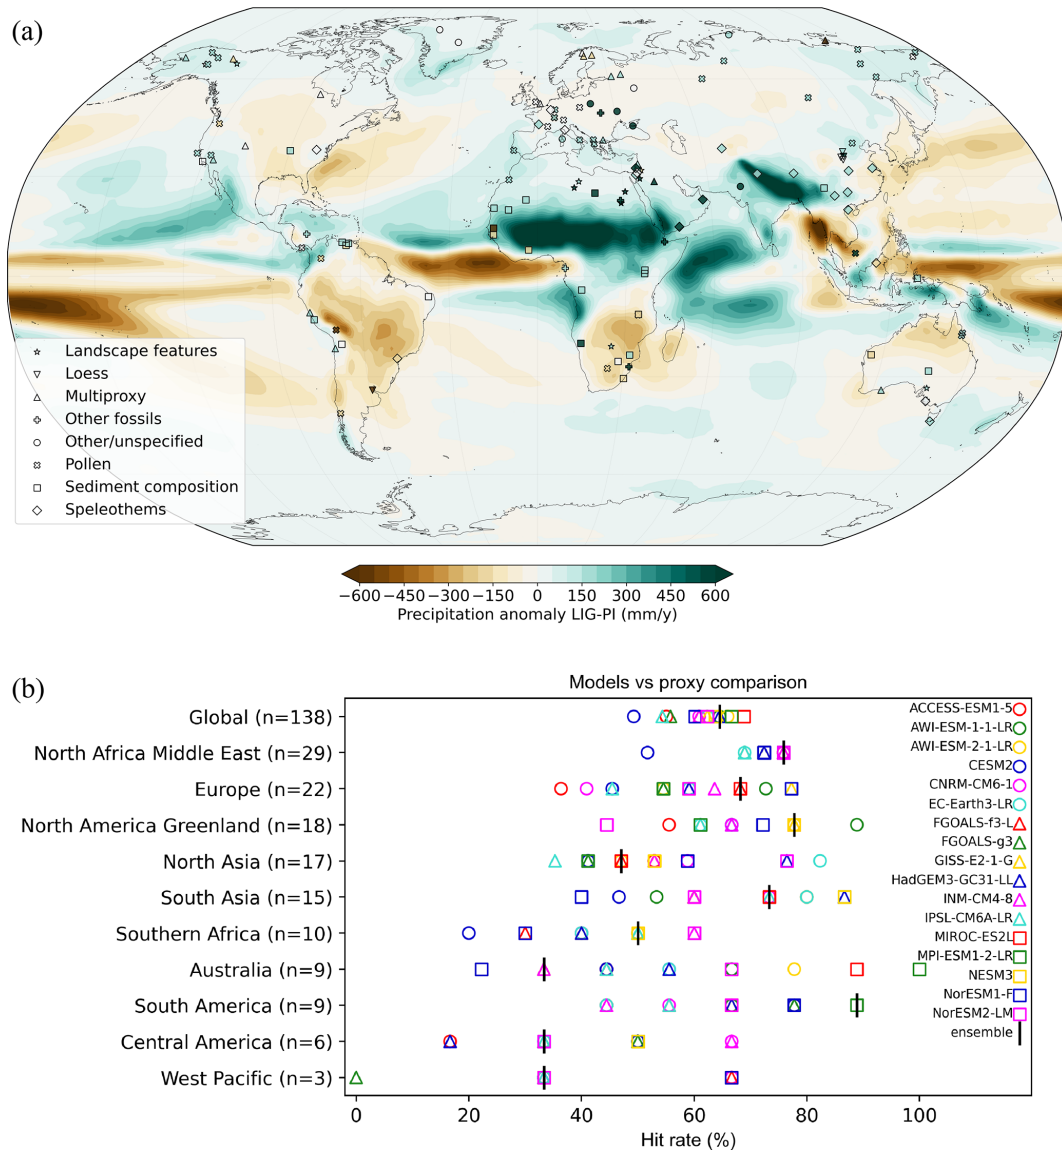 (a)
Landscape features
Loess
Multiproxy
Other fossils
Other/unspecified
Pollen
Sediment composition
Speleothems
−600 −450 −300 −150 0 150 300 450 600
Precipitation anomaly LIG-PI (mm/y)
(b)
Models vs proxy comparison
Global (n=138)
North Africa Middle East (n=29)
Europe (n=22)
North America Greenland (n=18)
North Asia (n=17)
South Asia (n=15)
Southern Africa (n=10)
Australia (n=9)
South America (n=9)
Central America (n=6)
West Pacific (n=3)
ACCESS-ESM1-5
AWI-ESM-1-1-LR
AWI-ESM-2-1-LR
CESM2
CNRM-CM6-1
EC-Earth3-LR
FGOALS-f3-L
FGOALS-g3
GISS-E2-1-G
HadGEM3-GC31-LL
INM-CM4-8
IPSL-CM6A-LR
MIROC-ES2L
MPI-ESM1-2-LR
NESM3
NorESM1-F
NorESM2-LM
ensemble
0 20 40 60 80 100
Hit rate (%)